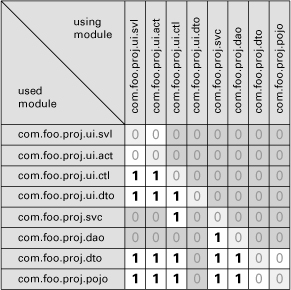 using
module
used
module
com.foo.proj.ui.svl
com.foo.proj.ui.act
com.foo.proj.ui.ctl
com.foo.proj.ui.dto
com.foo.proj.svc
com.foo.proj.dao
com.foo.proj.dto
com.foo.proj.pojo
com.foo.proj.ui.svl 0 0 0 0 0 0 0 0
com.foo.proj.ui.act 0 0 0 0 0 0 0 0
com.foo.proj.ui.ctl 1 1 0 0 0 0 0 0
com.foo.proj.ui.dto 1 1 1 0 0 0 0 0
com.foo.proj.svc 0 0 1 0 0 0 0 0
com.foo.proj.dao 0 0 0 0 1 0 0 0
com.foo.proj.dto 1 1 1 0 1 1 0 0
com.foo.proj.pojo 1 1 1 0 1 1 0 0